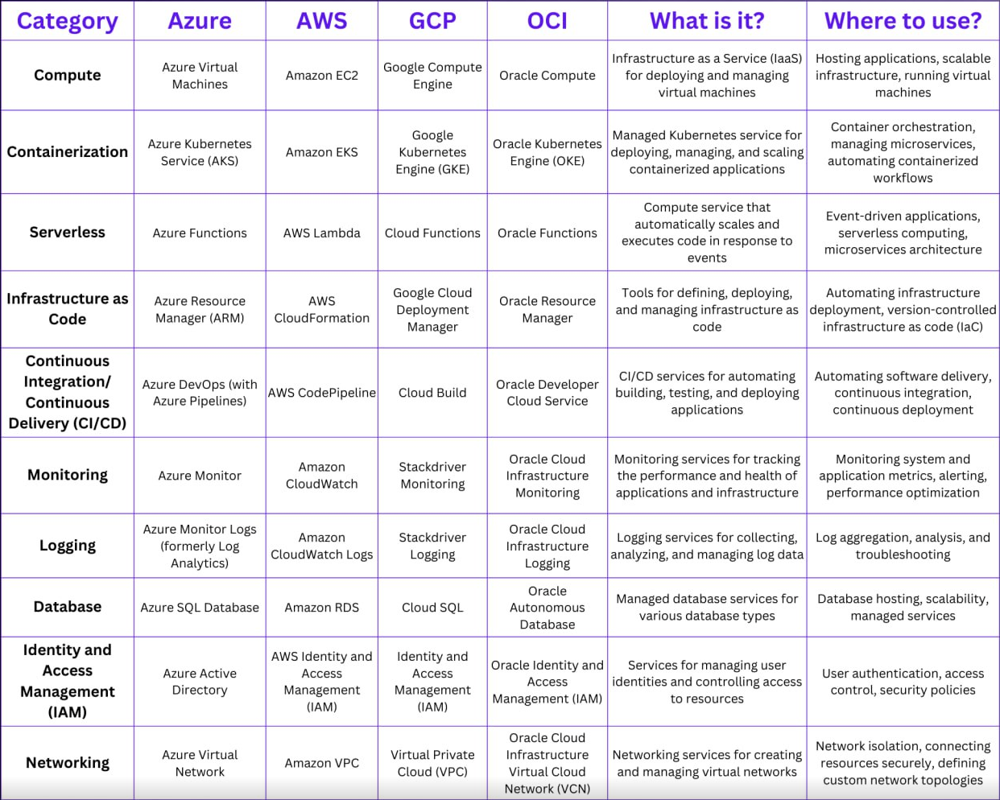 Category Azure AWS GCP OCI What is it? Where to use?
Compute
Azure Virtual
Machines
Amazon EC2
Google Compute
Engine
Oracle Compute
Infrastructure as a Service (IaaS)
for deploying and managing
virtual machines
Hosting applications, scalable
infrastructure, running virtual
machines
Containerization
Azure Kubernetes
Service (AKS)
Amazon EKS
Google
Kubernetes
Engine (GKE)
Oracle Kubernetes
Engine (OKE)
Managed Kubernetes service for
deploying, managing, and scaling
containerized applications
Container orchestration,
managing microservices,
automating containerized
workflows
Serverless
Azure Functions
AWS Lambda
Cloud Functions
Oracle Functions
Compute service that
automatically scales and
executes code in response to
events
Event-driven applications,
serverless computing,
microservices architecture
Infrastructure as
Code
Azure Resource
Manager (ARM)
AWS
CloudFormation
Google Cloud
Deployment
Manager
Oracle Resource
Manager
Tools for defining, deploying,
and managing infrastructure as
code
Automating infrastructure
deployment, version-controlled
infrastructure as code (IaC)
Continuous
Integration/
Continuous
Delivery (CI/CD)
Azure DevOps (with
Azure Pipelines)
AWS CodePipeline
Cloud Build
Oracle Developer
Cloud Service
CI/CD services for automating
building, testing, and deploying
applications
Automating software delivery,
continuous integration,
continuous deployment
Monitoring
Azure Monitor
Amazon
CloudWatch
Stackdriver
Monitoring
Oracle Cloud
Infrastructure
Monitoring
Monitoring services for tracking
the performance and health of
applications and infrastructure
Monitoring system and
application metrics, alerting,
performance optimization
Logging
Azure Monitor Logs
(formerly Log
Analytics)
Amazon
CloudWatch Logs
Stackdriver
Logging
Oracle Cloud
Infrastructure
Logging
Logging services for collecting,
analyzing, and managing log data
Log aggregation, analysis, and
troubleshooting
Database
Azure SQL Database
Amazon RDS
Cloud SQL
Oracle
Autonomous
Database
Managed database services for
various database types
Database hosting, scalability,
managed services
Identity and
Access
Management
(IAM)
Azure Active
Directory
AWS Identity and
Access
Management
(IAM)
Identity and
Access
Management
(IAM)
Oracle Identity and
Access
Management (IAM)
Services for managing user
identities and controlling access
to resources
User authentication, access
control, security policies
Networking
Azure Virtual
Network
Amazon VPC
Virtual Private
Cloud (VPC)
Oracle Cloud
Infrastructure
Virtual Cloud
Network (VCN)
Networking services for creating
and managing virtual networks
Network isolation, connecting
resources securely, defining
custom network topologies